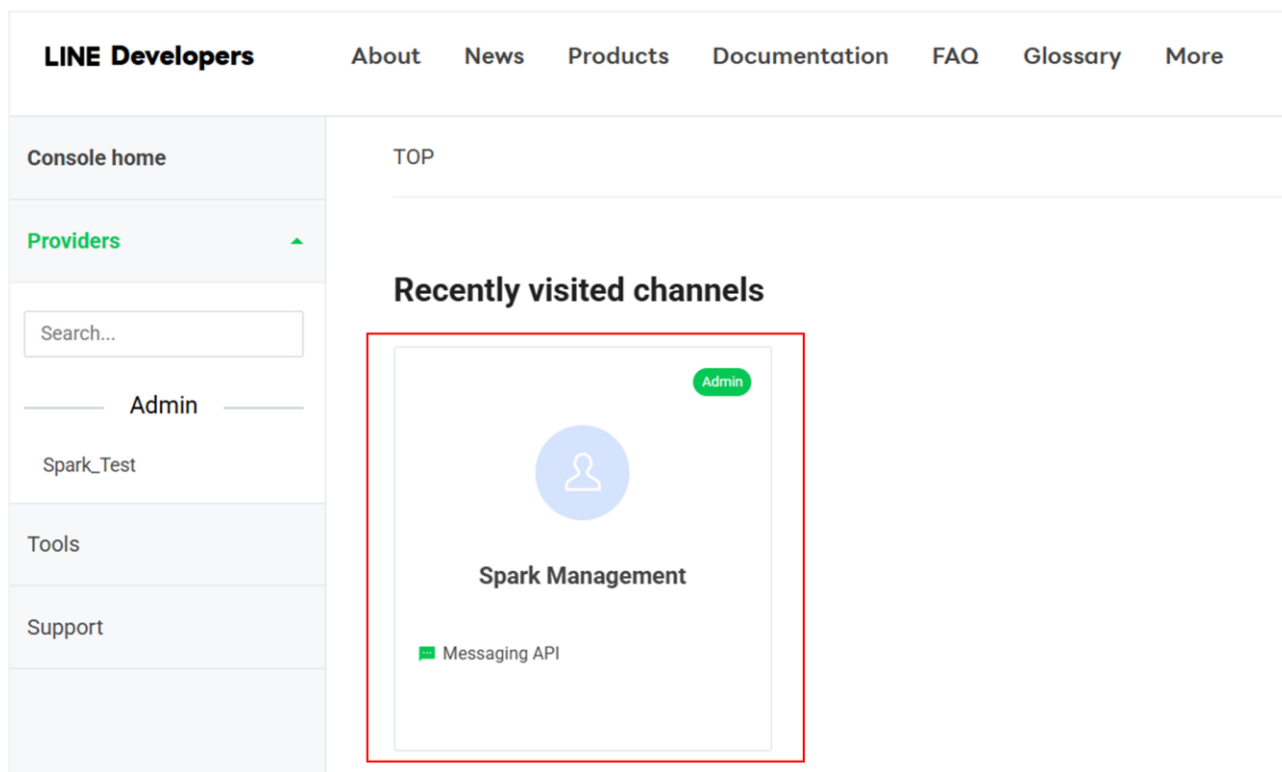 LINE Developers About News Products Documentation FAQ Glossary More
Console home
Providers
Search...
Admin
Spark_Test
Tools
Support
TOP
Recently visited channels
Admin
Spark Management
Messaging API